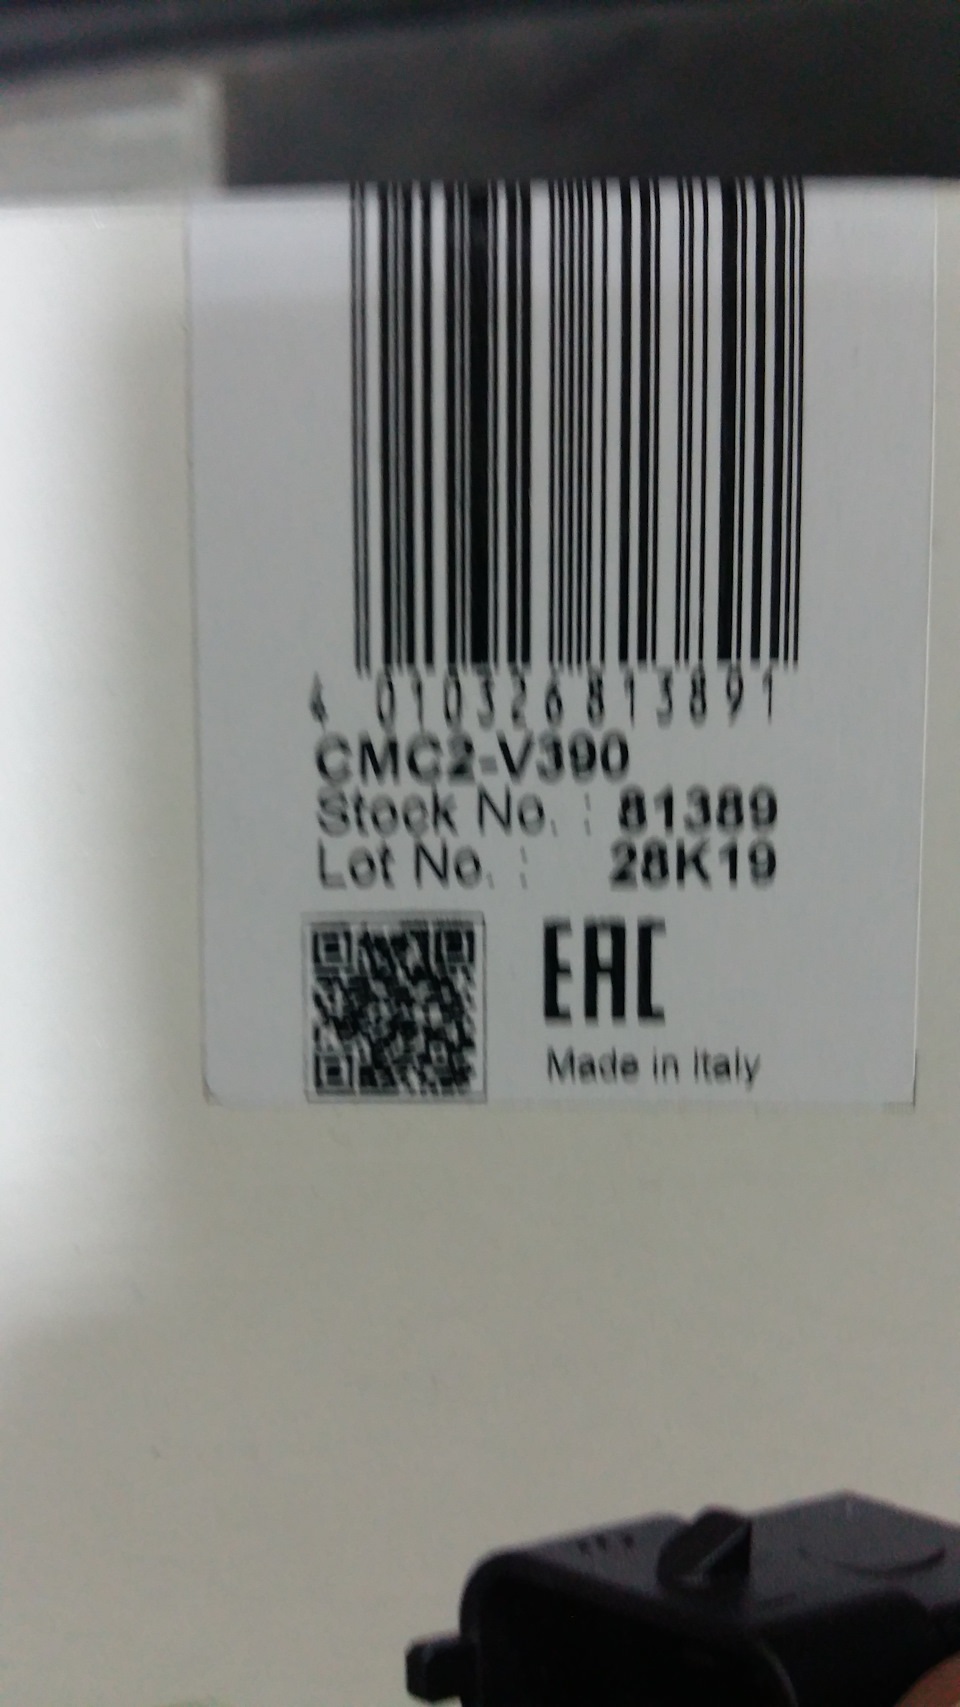 4 010326 813891
CMC2-V390
Stock No. : 81389
Lot No. : 28K19
EAC
Made in Italy